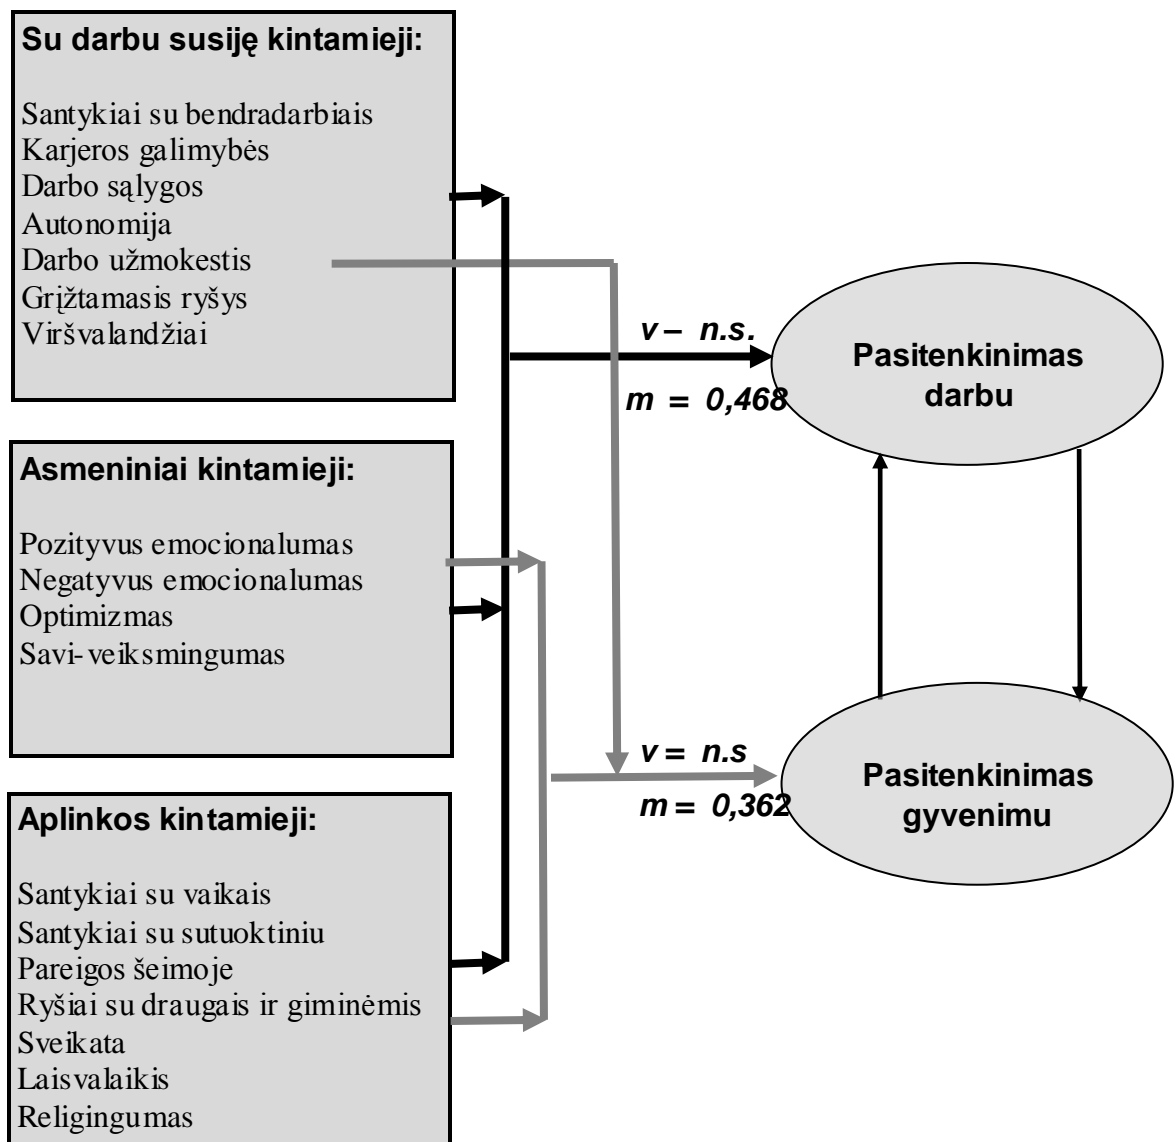 Su darbu susiję kintamieji:
Santykiai su bendradarbiais
Karjeros galimybės
Darbo sąlygos
Autonomija
Darbo užmokestis
Grįžtamasis ryšys
Viršvalandžiai
v – n.s.
m = 0,468
Pasitenkinimas
darbu
Asmeniniai kintamieji:
Pozityvus emocionalumas
Negatyvus emocionalumas
Optimizmas
Savi-veiksmingumas
v = n.s
m = 0,362
Pasitenkinimas
gyvenimu
Aplinkos kintamieji:
Santykiai su vaikais
Santykiai su sutuoktiniu
Pareigos šeimoje
Ryšiai su draugais ir giminėmis
Sveikata
Laisvalaikis
Religingumas